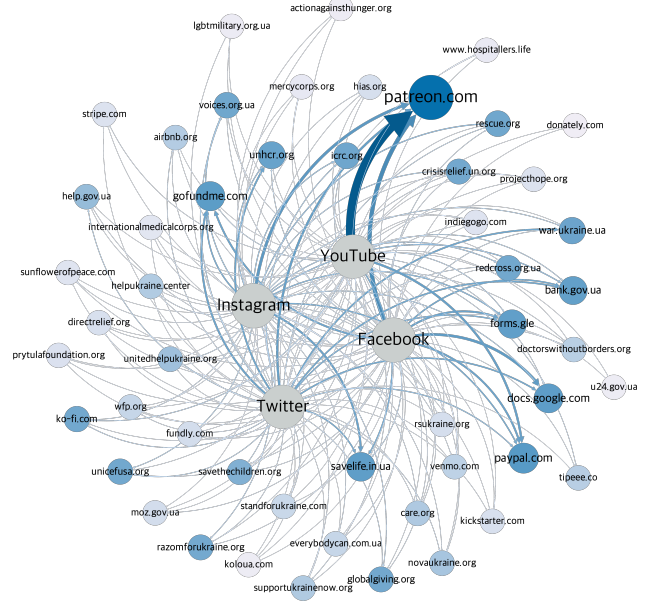 actionagainsthunger.org
lgbtmilitary.org.ua
www.hospitallers.life
mercycorps.org
hias.org
patreon.com
voices.org.ua
stripe.com
rescue.org
donately.com
airbnb.org
unhcr.org
icrc.org
crisisrelief.un.org
projecthope.org
help.gov.ua
gofundme.com
internationalmedicalcorps.org
indiegogo.com
war.ukraine.ua
YouTube
sunflowerofpeace.com
redcross.org.ua
helpukraine.center
bank.gov.ua
Instagram
directrelief.org
forms.gle
Facebook
prytulafoundation.org
unitedhelpukraine.org
doctorswithoutborders.org
u24.gov.ua
docs.google.com
wfp.org
Twitter
ko-fi.com
rsukraine.org
fundly.com
paypal.com
unicefusa.org
savethechildren.org
savelife.in.ua
venmo.com
tipeee.co
standforukraine.com
moz.gov.ua
care.org
kickstarter.com
everybodycan.com.ua
razomforukraine.org
koloua.com
novaukraine.org
globalgiving.org
supportukrainenow.org